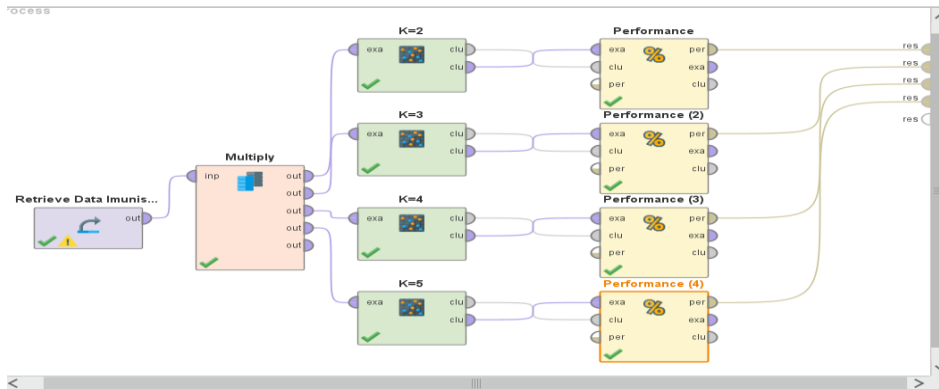 ocess
K=2
exa
clu
clu
Performance
exa
clu
per
per
exa
clu
res
res
res
res
res
K=3
exa
clu
clu
Performance (2)
exa
clu
per
per
exa
clu
Multiply
inp
out
out
out
out
out
Retrieve Data Imunis...
out
K=4
exa
clu
clu
Performance (3)
exa
clu
per
per
exa
clu
K=5
exa
clu
clu
Performance (4)
exa
clu
per
per
exa
clu